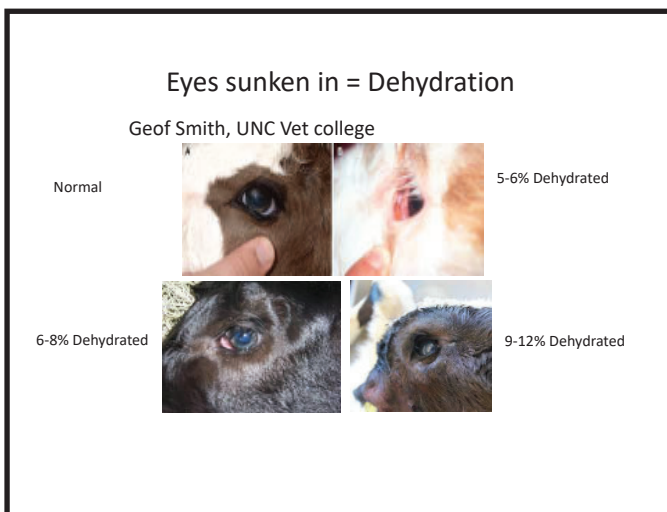 Eyes sunken in = Dehydration
Geof Smith, UNC Vet college
Normal
5-6% Dehydrated
6-8% Dehydrated
9-12% Dehydrated